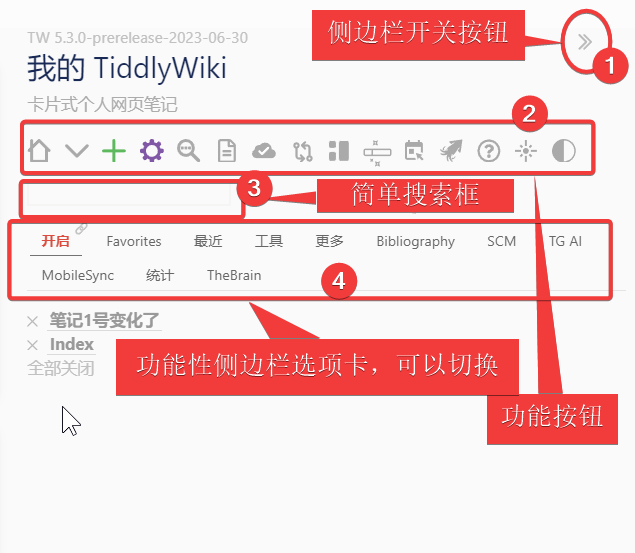 TW 5.3.0-prerelease-2023-06-30
侧边栏开关按钮
1
我的 TiddlyWiki
卡片式个人网页笔记
2
3
简单搜索框
开启 Favorites 最近 工具 更多 Bibliography SCM TG AI
MobileSync 统计 TheBrain
4
笔记1号变化了
Index
全部关闭
功能性侧边栏选项卡，可以切换
功能按钮